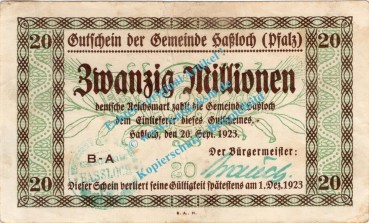 20 Gutschein der Gemeinde Haßloch (Pfalz) 20
Zwanzig Millionen
deutsche Reichsmark zahlt die Gemeinde Haßloch
dem Einlieferer dieses Gutscheines.-
Haßloch, den 20. Sept. 1923.
B-A
Der Bürgermeister:
HASSLOCH
20 Dieser Schein verliert seine Gültigkeit spätestens am 1. Dez. 1923 20